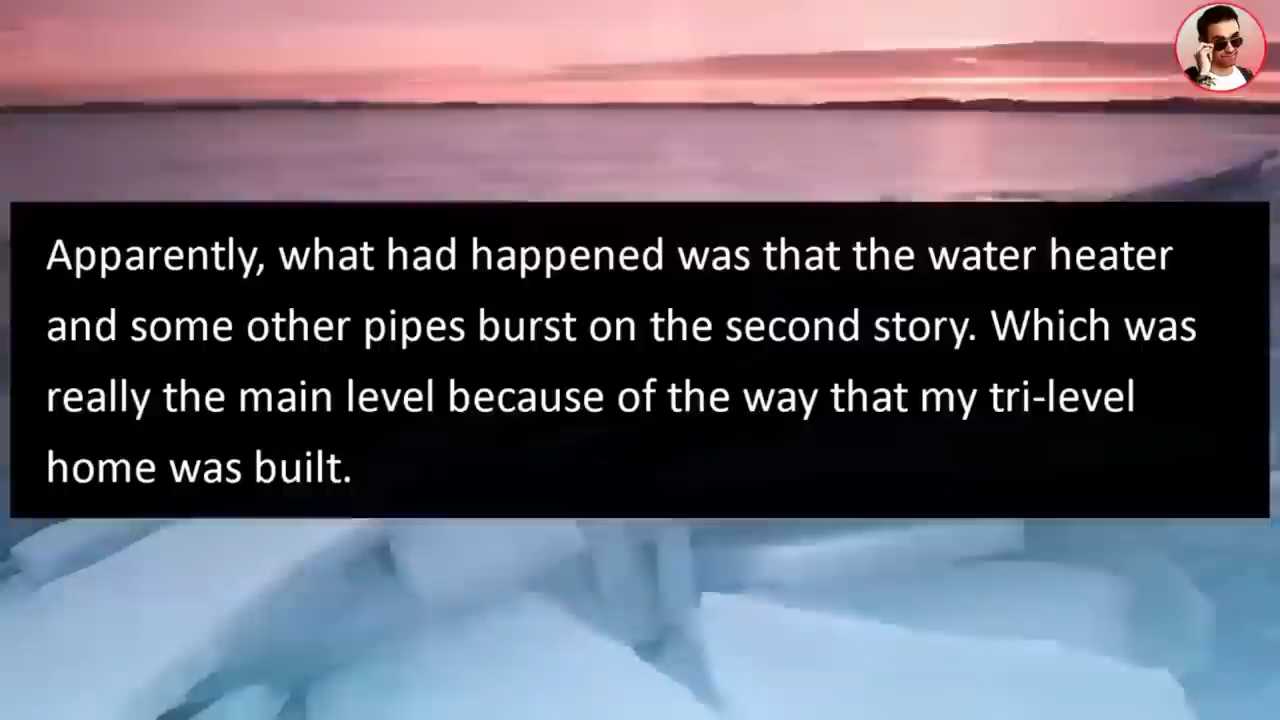 Apparently, what had happened was that the water heater
and some other pipes burst on the second story. Which was
really the main level because of the way that my tri-level
home was built.